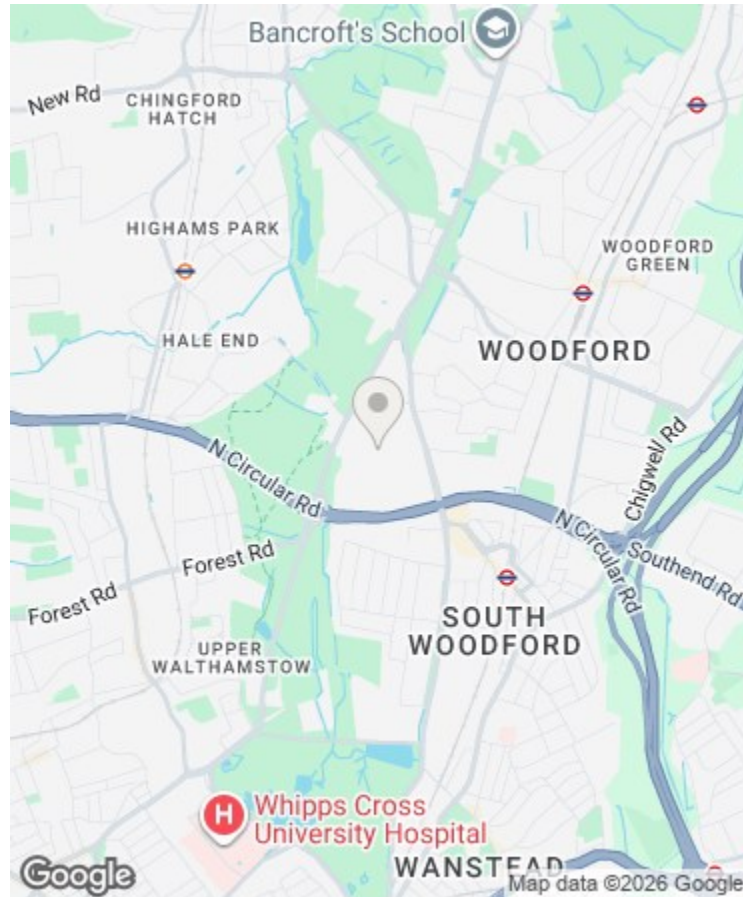 Bancroft's School
New Rd
CHINGFORD
HATCH
HIGHAMS PARK
WOODFORD
GREEN
HALE END
WOODFORD
Chigwell Rd
N Circular Rd
N Circular Rd
Southend Rd
Forest Rd
Forest Rd
SOUTH
WOODFORD
UPPER
WALTHAMSTOW
H
Whipps Cross
University Hospital
WANSTEAD
Google
Map data ©2026 Google